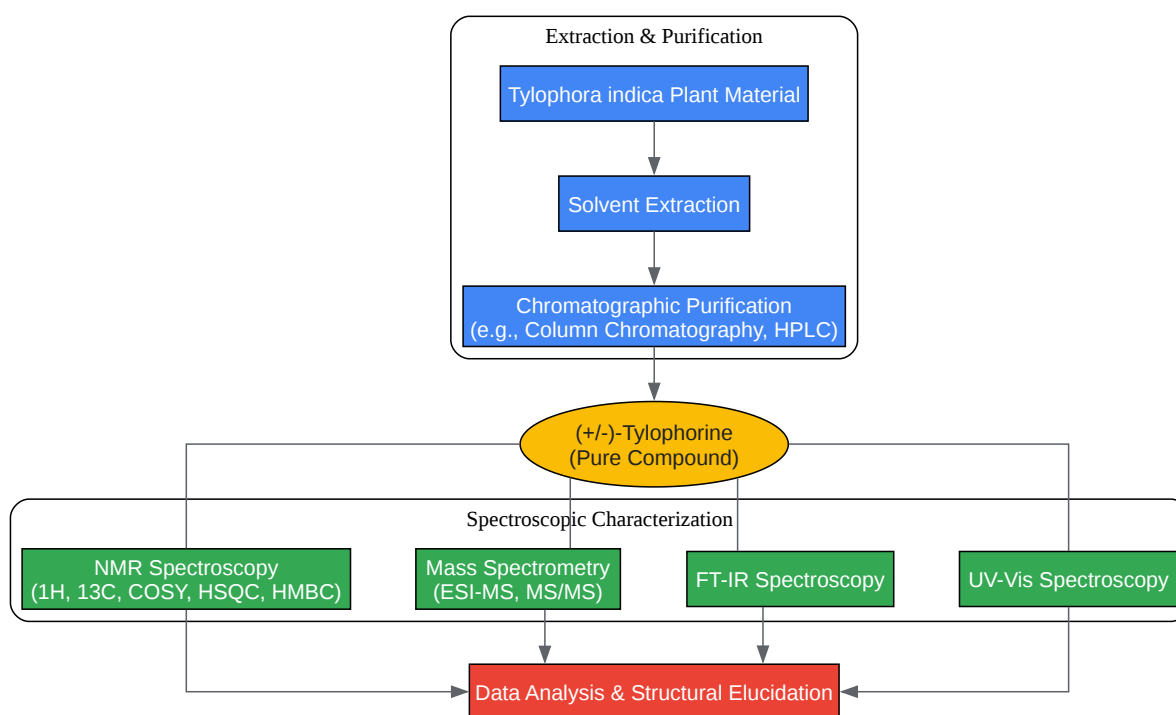 Extraction & Purification
Tylophora indica Plant Material
Solvent Extraction
Chromatographic Purification
(e.g., Column Chromatography, HPLC)
(+/-)-Tylophorine
(Pure Compound)
Spectroscopic Characterization
NMR Spectroscopy
(1H, 13C, COSY, HSQC, HMBC)
Mass Spectrometry
(ESI-MS, MS/MS)
FT-IR Spectroscopy
UV-Vis Spectroscopy
Data Analysis & Structural Elucidation